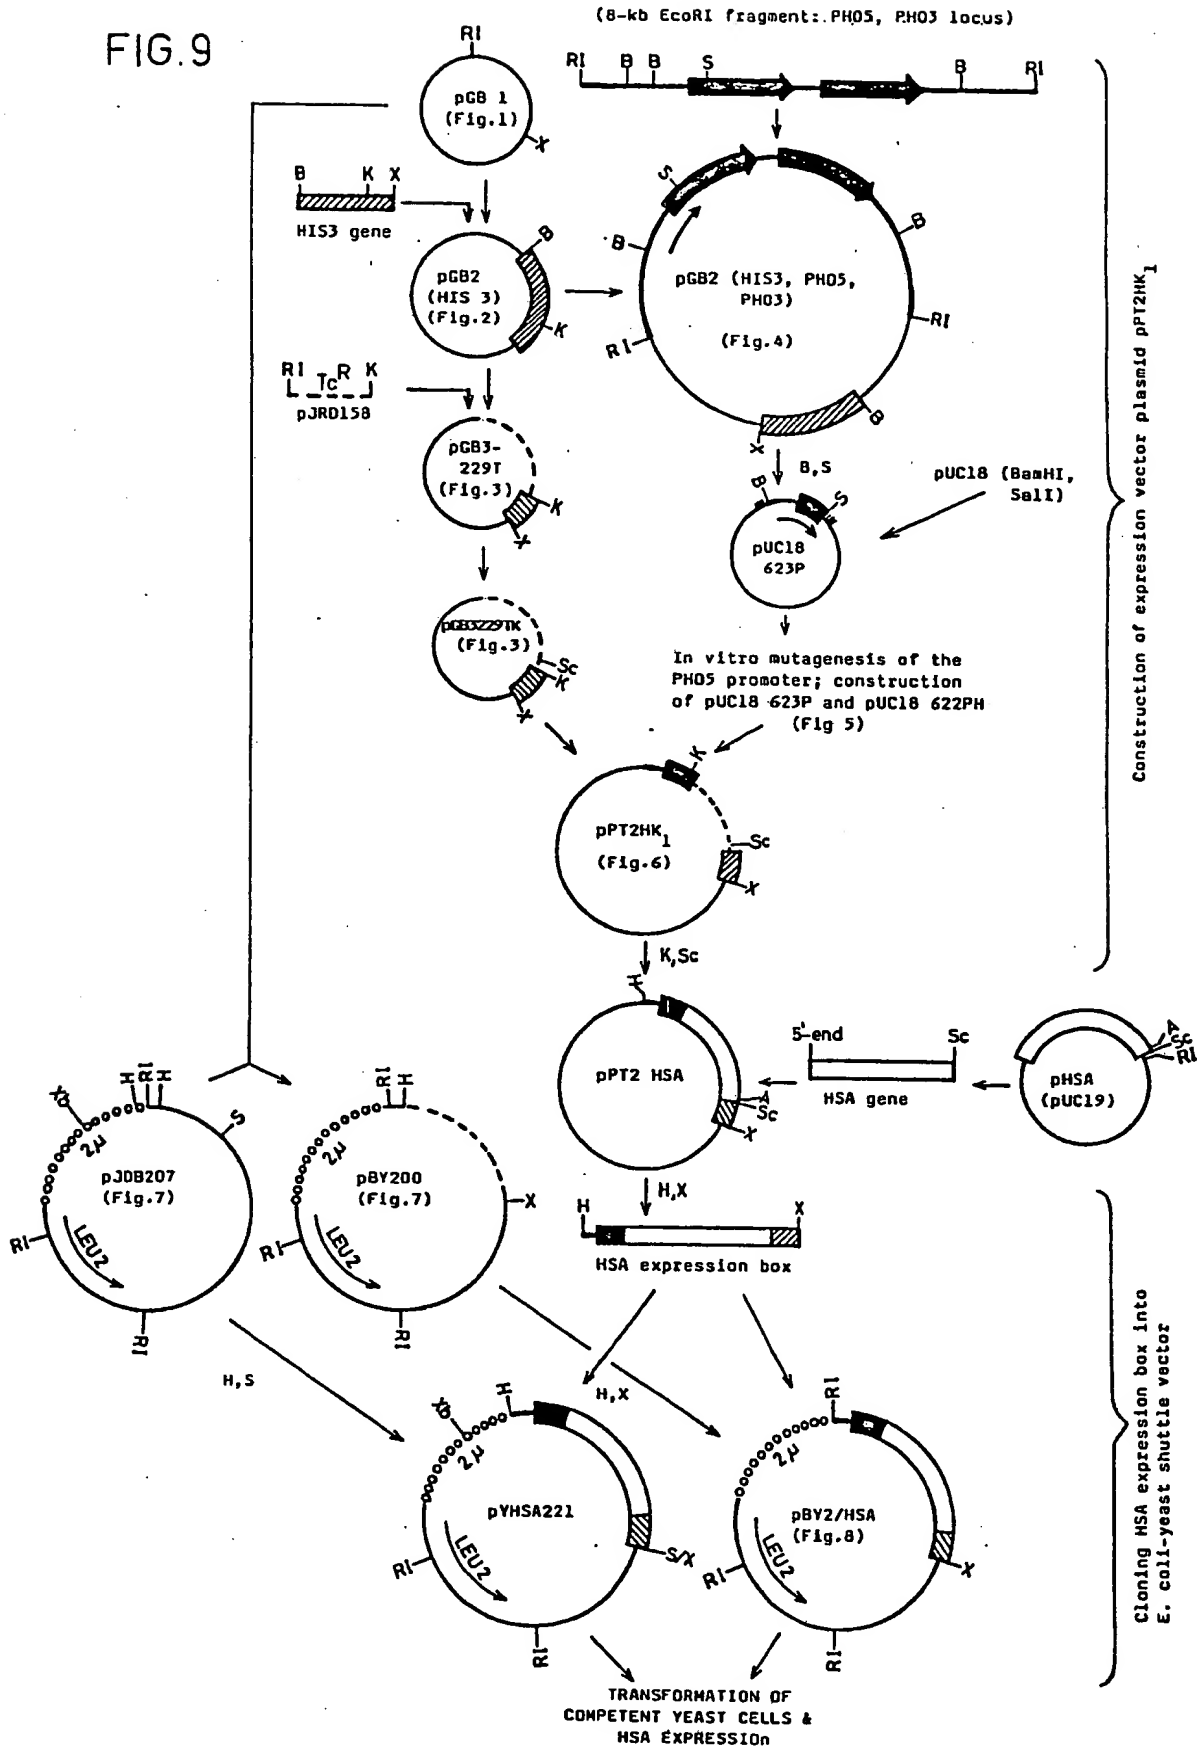 FIG.9
(8-kb EcoRI fragment: PHO5, PHO3 locus)
RI
B
B
S
B
RI
RI
pGB 1
(Fig.1)
X
B
K
X
HIS3 gene
pGB2
(HIS 3)
(Fig.2)
B
K
S
B
B
RI
RI
pGB2 (HIS3, PHO5,
PHO3)
(Fig.4)
X
B
RI
TcR
K
pJRD158
pGB3-
229T
(Fig.3)
K
X
B,S
pUC18 (BamHI,
SalI)
B
S
pUC18
623P
pGB3229TK
(Fig.3)
Sc
K
X
In vitro mutagenesis of the
PHO5 promoter; construction
of pUC18 623P and pUC18 622PH
(Fig 5)
K
pPT2HK1
(Fig.6)
Sc
X
Construction of expression vector plasmid pPT2HK1
K,Sc
H
pPT2 HSA
A
Sc
X
5'-end
Sc
HSA gene
pHSA
(pUC19)
A
Sc
RI
H
RI
H
Xb
2μ
S
pJDB207
(Fig.7)
LEU2
RI
RI
RI
H
2μ
pBY200
(Fig.7)
X
LEU2
RI
RI
H,X
H
X
HSA expression box
H,S
H,X
H
Xb
2μ
pYHSA221
LEU2
S/X
RI
RI
RI
2μ
pBY2/HSA
(Fig.8)
LEU2
X
RI
RI
Cloning HSA expression box into
E. coli-yeast shuttle vector
TRANSFORMATION OF
COMPETENT YEAST CELLS &
HSA EXPRESSIOn